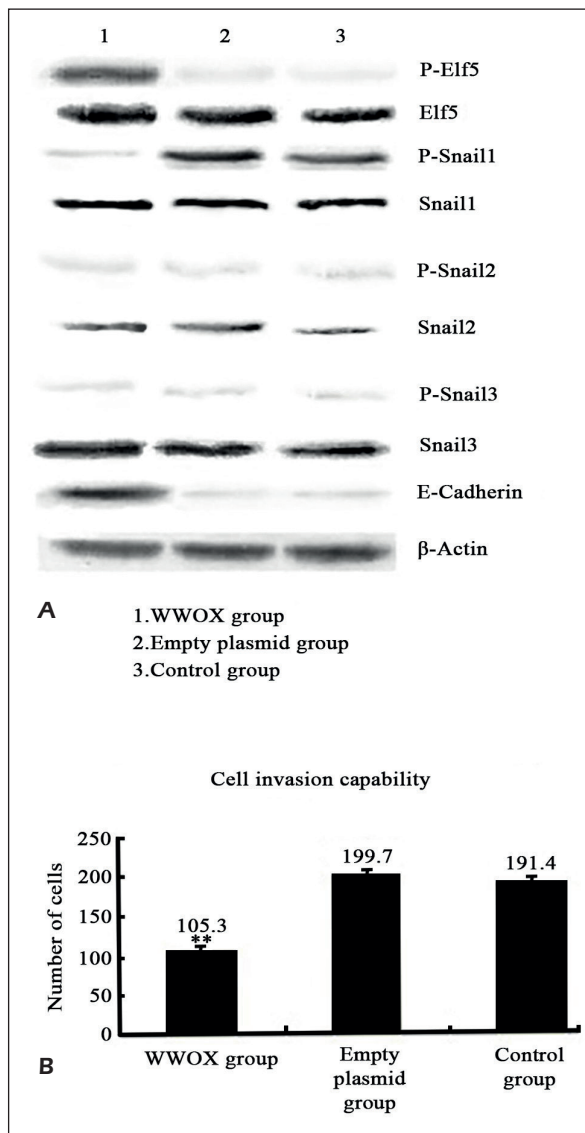 1 2 3
P-Elf5
Elf5
P-Snail1
Snail1
P-Snail2
Snail2
P-Snail3
Snail3
E-Cadherin
β-Actin
A
1.WWOX group
2.Empty plasmid group
3.Control group
Cell invasion capability
Number of cells
250
200
150
100
50
0
105.3
**
199.7
191.4
WWOX group
Empty plasmid group
Control group
B